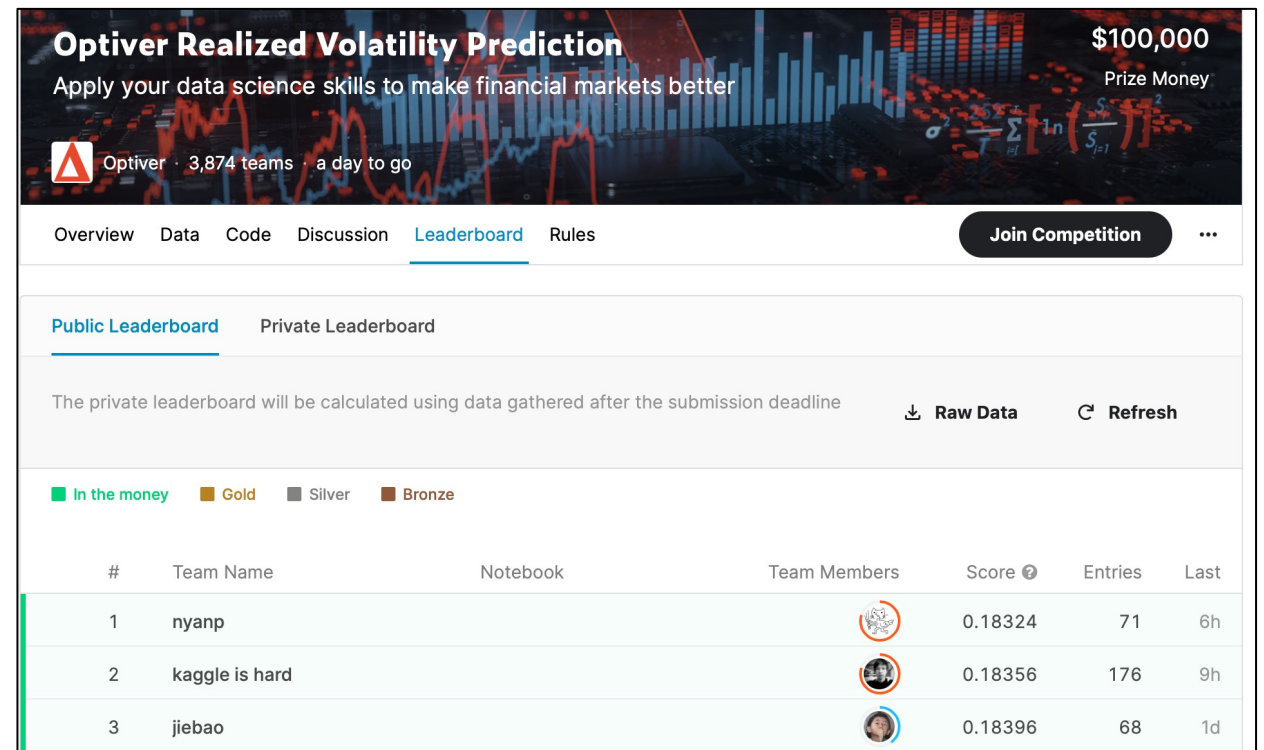 Optiver Realized Volatility Prediction
$100,000
Apply your data science skills to make financial markets better
Prize Money
Optiver · 3,874 teams · a day to go
Overview Data Code Discussion Leaderboard Rules Join Competition ···
Public Leaderboard Private Leaderboard
The private leaderboard will be calculated using data gathered after the submission deadline
Raw Data Refresh
In the money Gold Silver Bronze
# Team Name Notebook Team Members Score Entries Last
1 nyanp 0.18324 71 6h
2 kaggle is hard 0.18356 176 9h
3 jiebao 0.18396 68 1d